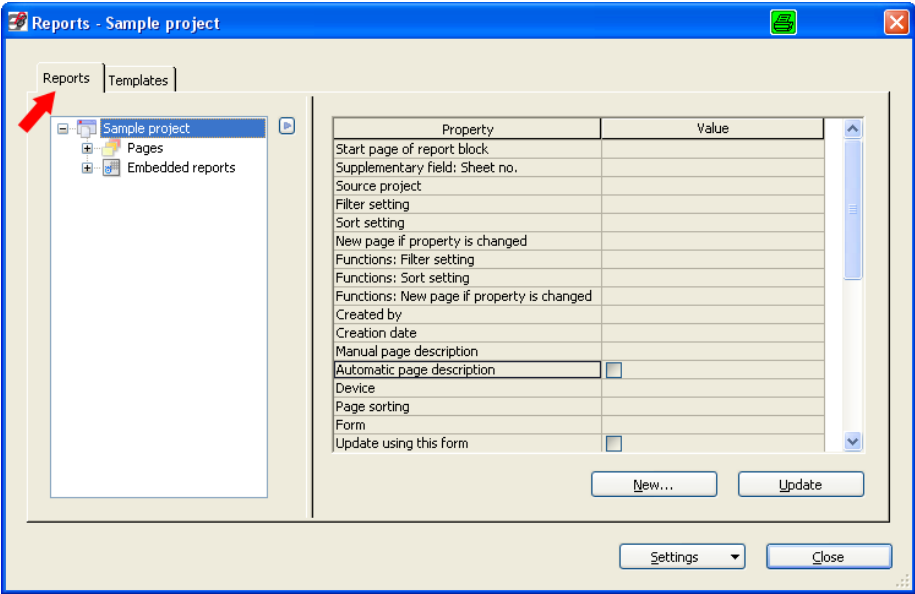 Reports - Sample project
Reports
Templates
Sample project
Pages
Embedded reports
Property Value
Start page of report block
Supplementary field: Sheet no.
Source project
Filter setting
Sort setting
New page if property is changed
Functions: Filter setting
Functions: Sort setting
Functions: New page if property is changed
Created by
Creation date
Manual page description
Automatic page description
Device
Page sorting
Form
Update using this form
New... Update
Settings Close